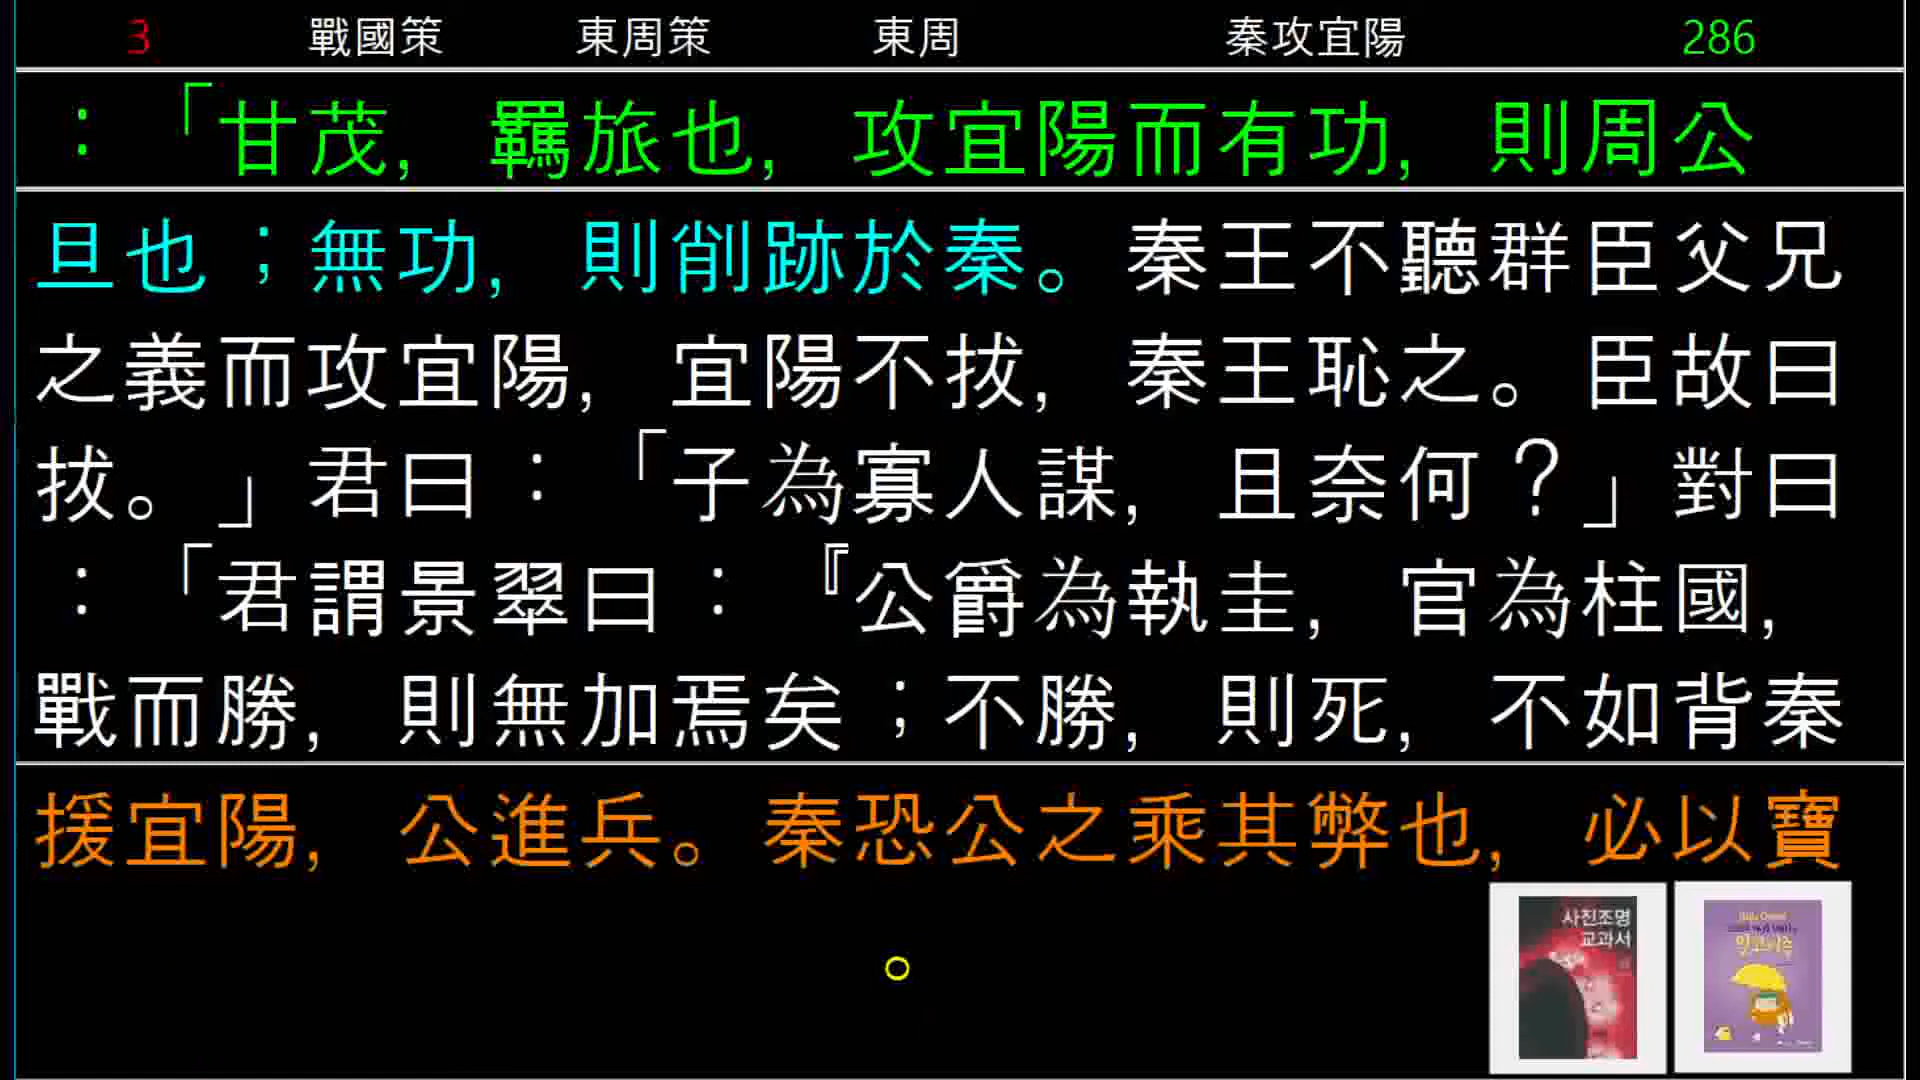 3 戰國策 東周策 東周 秦攻宜陽 286
：「甘茂，羈旅也，攻宜陽而有功，則周公
旦也；無功，則削跡於秦。秦王不聽群臣父兄
之義而攻宜陽，宜陽不拔，秦王恥之。臣故曰
拔。」君曰：「子為寡人謀，且奈何？」對曰
：「君謂景翠曰：『公爵為執圭，官為柱國，
戰而勝，則無加焉矣；不勝，則死，不如背秦
援宜陽，公進兵。秦恐公之乘其弊也，必以寶
。
사진조명
교과서